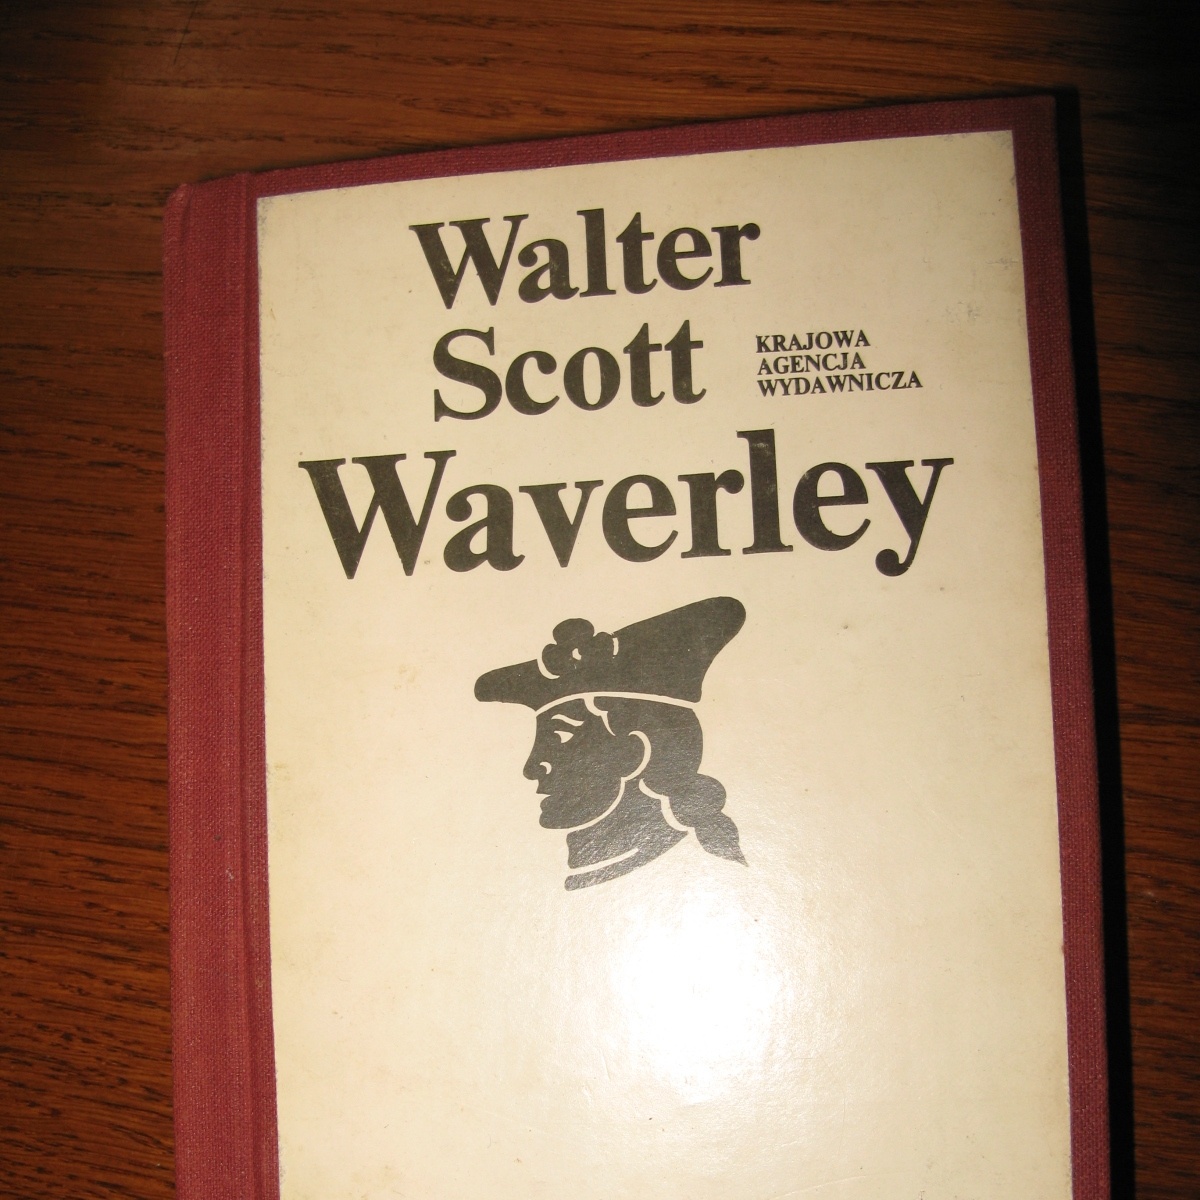 Walter
Scott
KRAJOWA
AGENCJA
WYDAWNICZA
Waverley